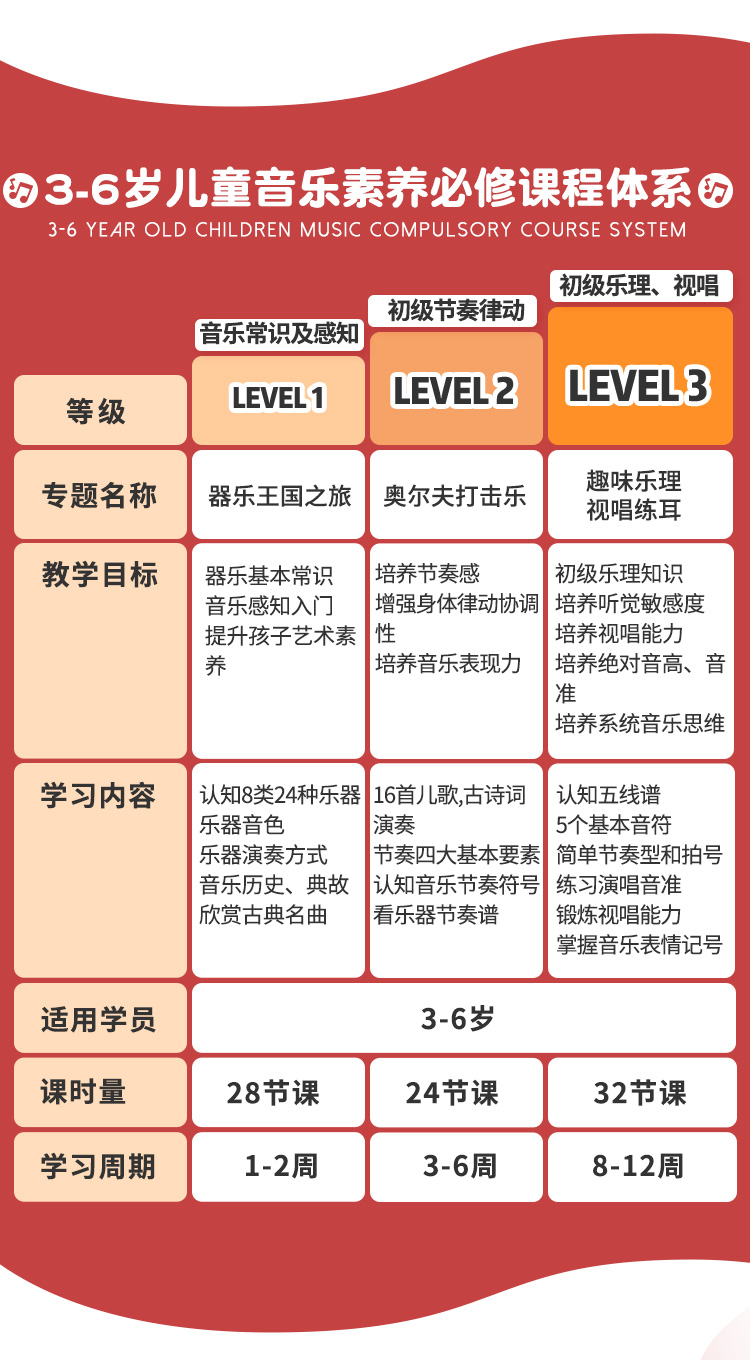 3-6岁儿童音乐素养必修课程体系
3-6 YEAR OLD CHILDREN MUSIC COMPULSORY COURSE SYSTEM
音乐常识及感知
初级节奏律动
初级乐理、视唱
等级
LEVEL 1
LEVEL 2
LEVEL 3
专题名称
器乐王国之旅
奥尔夫打击乐
趣味乐理
视唱练耳
教学目标
器乐基本常识
音乐感知入门
提升孩子艺术素
养
培养节奏感
增强身体律动协调
性
培养音乐表现力
初级乐理知识
培养听觉敏感度
培养视唱能力
培养绝对音高、音
准
培养系统音乐思维
学习内容
认知8类24种乐器
乐器音色
乐器演奏方式
音乐历史、典故
欣赏古典名曲
16首儿歌,古诗词
演奏
节奏四大基本要素
认知音乐节奏符号
看乐器节奏谱
认知五线谱
5个基本音符
简单节奏型和拍号
练习演唱音准
锻炼视唱能力
掌握音乐表情记号
适用学员
3-6岁
课时量
28节课
24节课
32节课
学习周期
1-2周
3-6周
8-12周